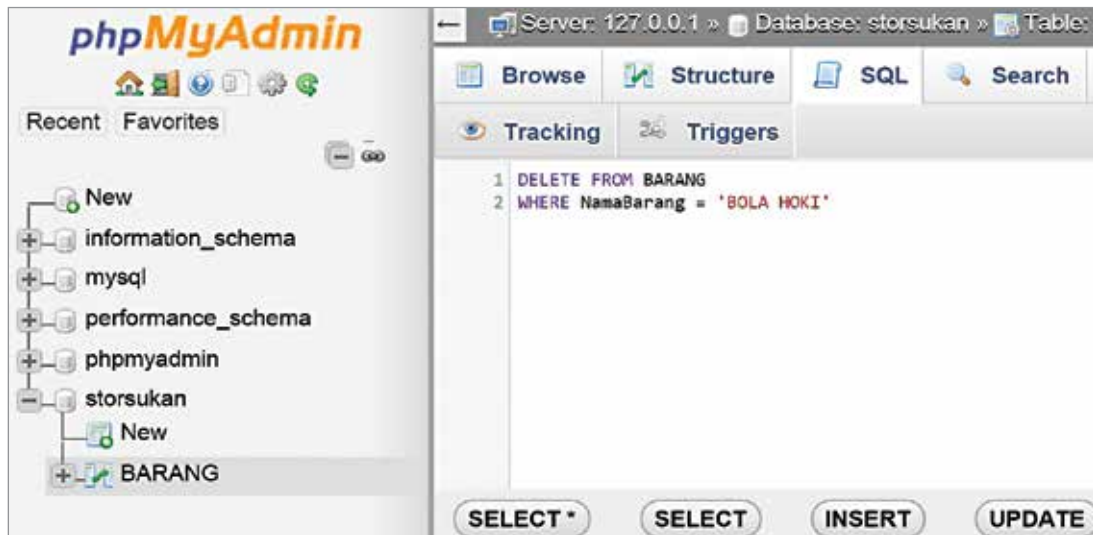 phpMyAdmin
Recent Favorites
New
information_schema
mysql
performance_schema
phpmyadmin
storsukan
New
BARANG
Server: 127.0.0.1 » Database: storsukan » Table:
Browse Structure SQL Search
Tracking Triggers
1 DELETE FROM BARANG
2 WHERE NamaBarang = 'BOLA HOKI'
SELECT * SELECT INSERT UPDATE